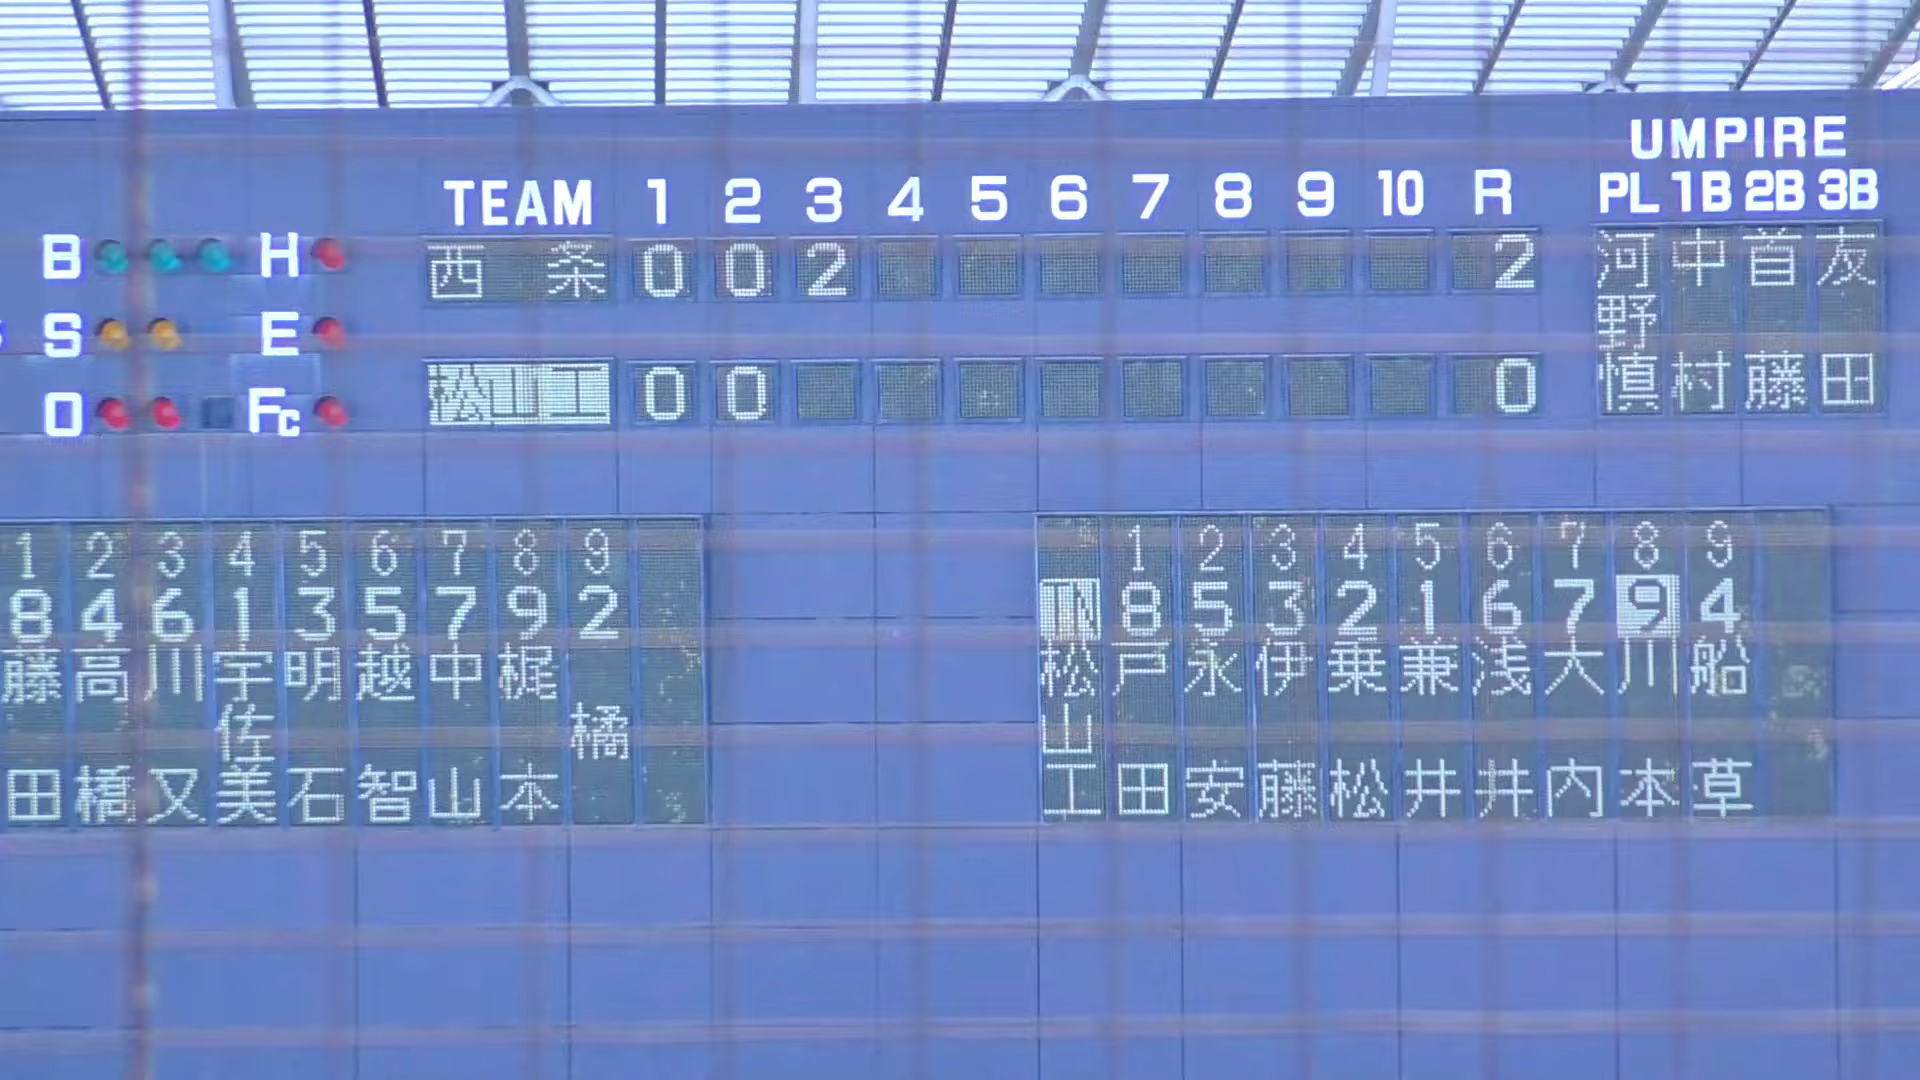 UMPIRE
TEAM 1 2 3 4 5 6 7 8 9 10 R
PL 1B 2B 3B
B H
西条 0 0 2 2
S E
松山工 0 0 0
O Fc
河野慎 中村 首藤 友田
1 2 3 4 5 6 7 8 9
8 4 6 1 3 5 7 9 2
藤田 高橋 川又 宇佐美 明石 越智 中山 梶本 橘
1 2 3 4 5 6 7 8 9
8 5 3 2 1 6 7 9 4
松山工 戸田 永安 伊藤 乗松 兼井 浅井 大内 川本 船草